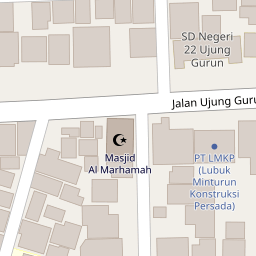 SD Negeri
22 Ujung
Gurun
Jalan Ujung Guru
Masjid
Al Marhamah
PT LMKP
(Lubuk
Minturun
Konstruksi
Persada)